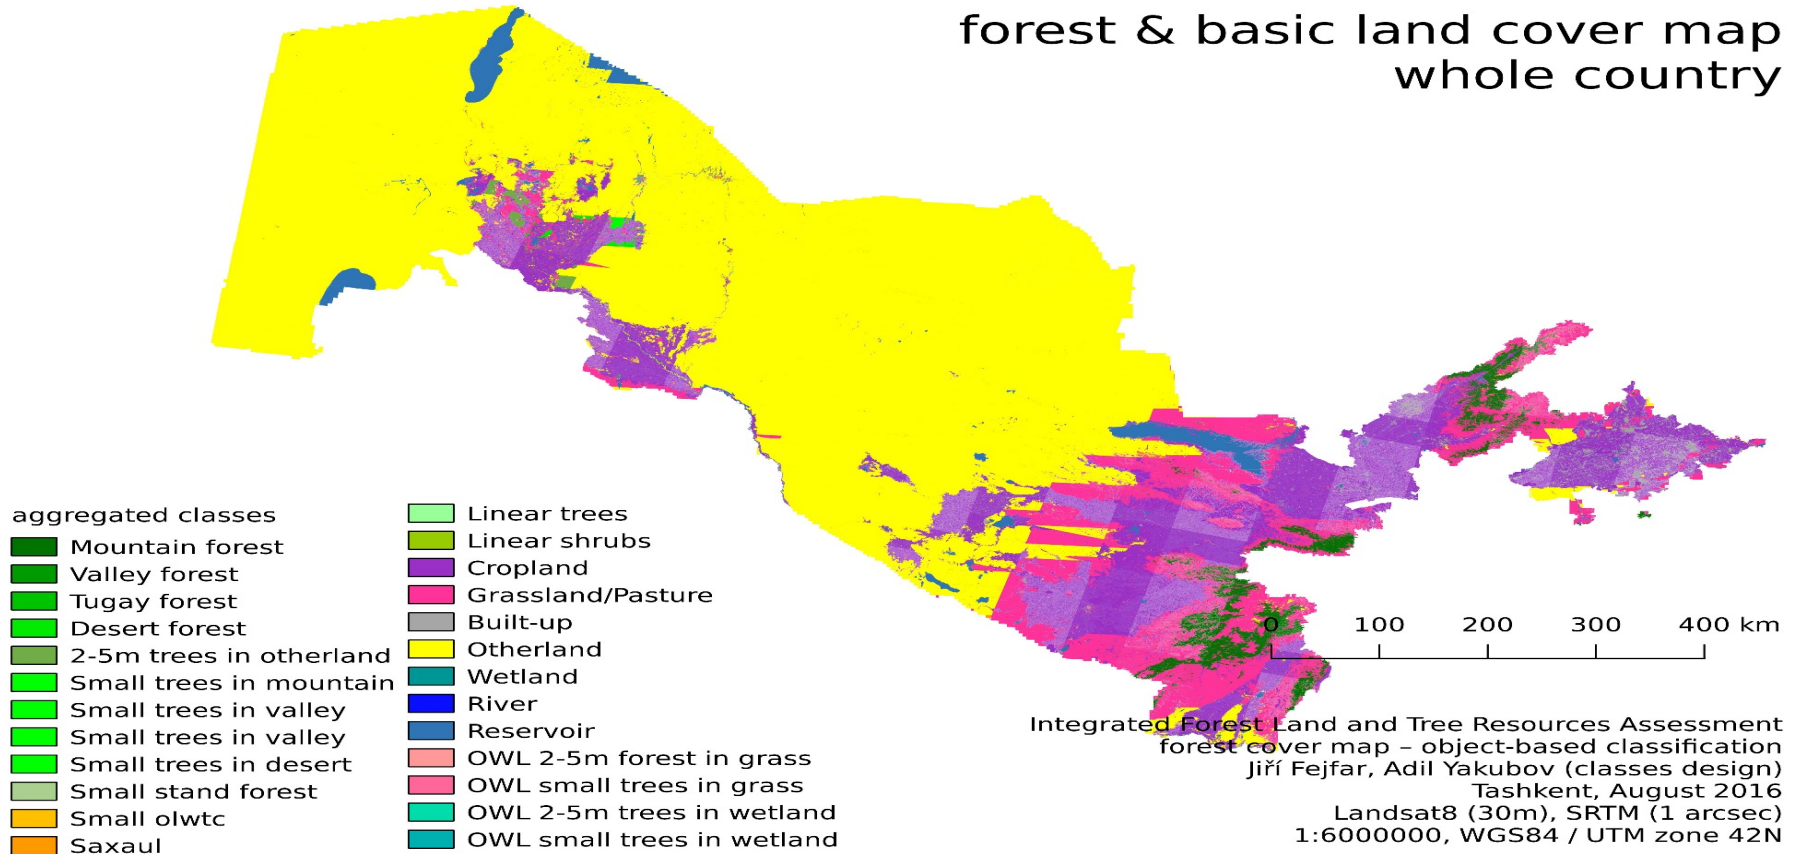 forest & basic land cover map
whole country
aggregated classes
Mountain forest
Valley forest
Tugay forest
Desert forest
2-5m trees in otherland
Small trees in mountain
Small trees in valley
Small trees in valley
Small trees in desert
Small stand forest
Small olwtc
Saxaul
Linear trees
Linear shrubs
Cropland
Grassland/Pasture
Built-up
Otherland
Wetland
River
Reservoir
OWL 2-5m forest in grass
OWL small trees in grass
OWL 2-5m trees in wetland
OWL small trees in wetland
0 100 200 300 400 km
Integrated Forest Land and Tree Resources Assessment
forest cover map – object-based classification
Jiří Fejfar, Adil Yakubov (classes design)
Tashkent, August 2016
Landsat8 (30m), SRTM (1 arcsec)
1:6000000, WGS84 / UTM zone 42N